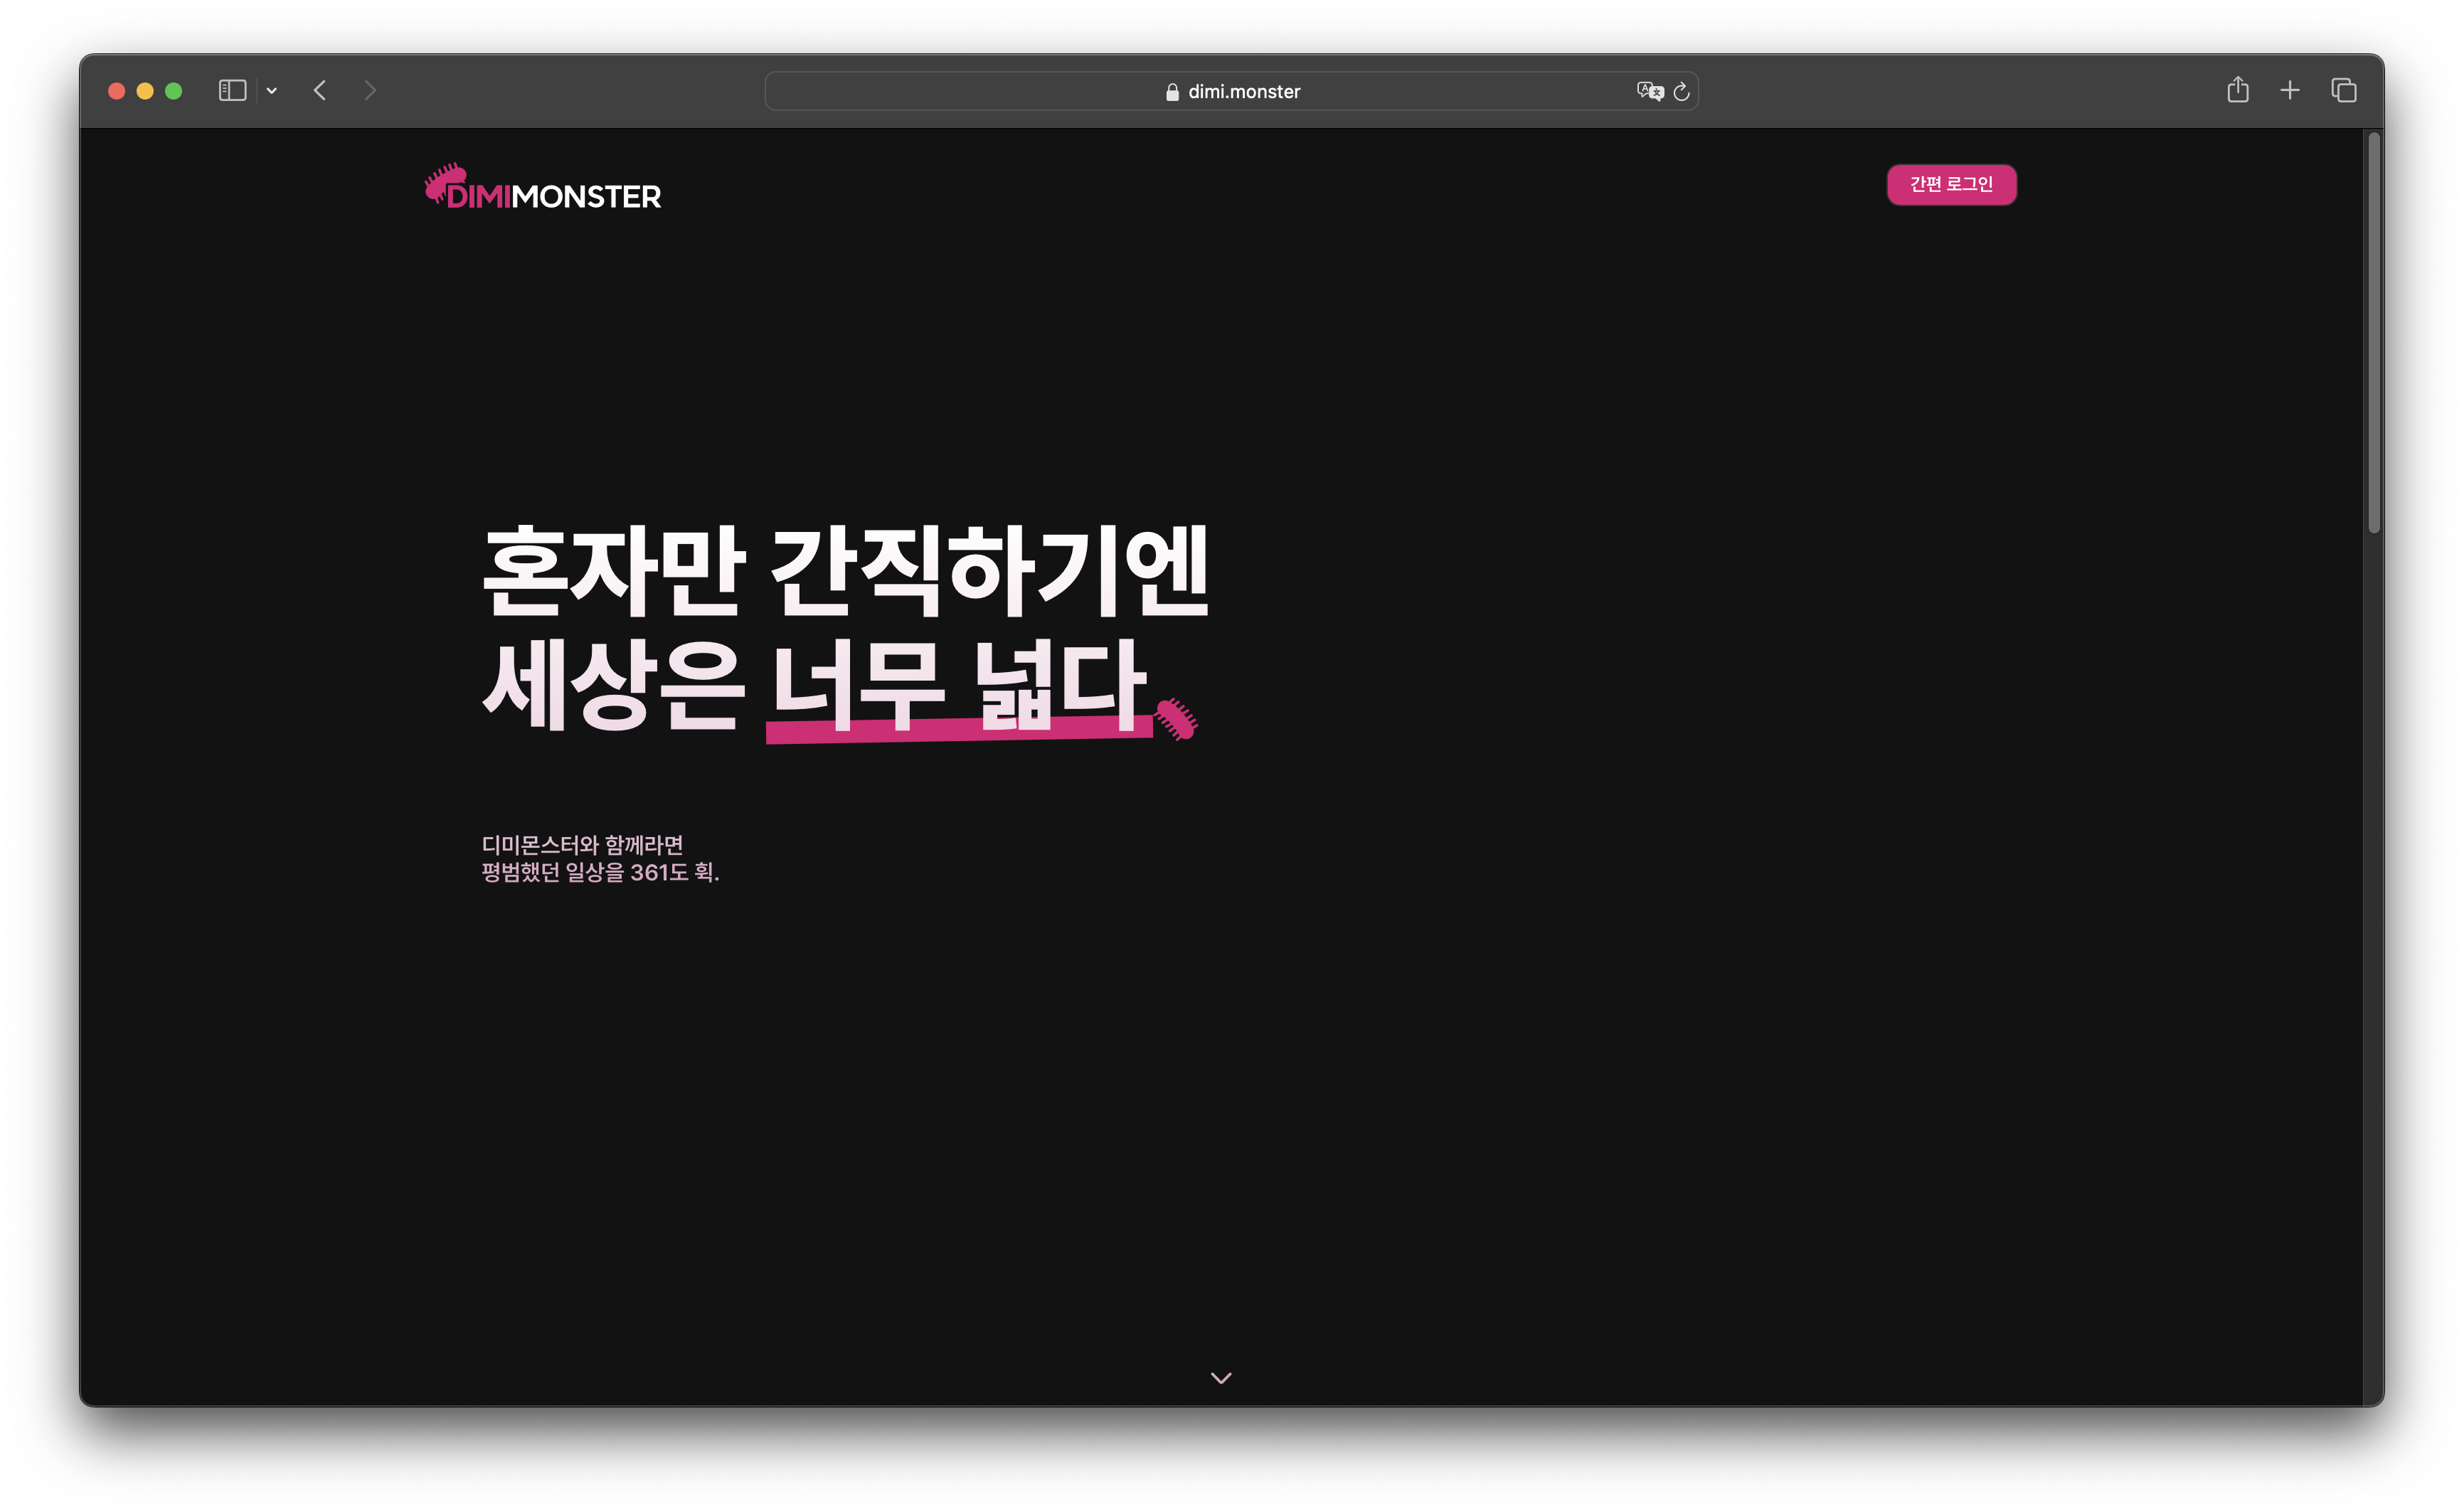 dimi.monster
DIMIMONSTER
간편 로그인
혼자만 간직하기엔
세상은 너무 넓다
디미몬스터와 함께라면
평범했던 일상을 361도 휙.